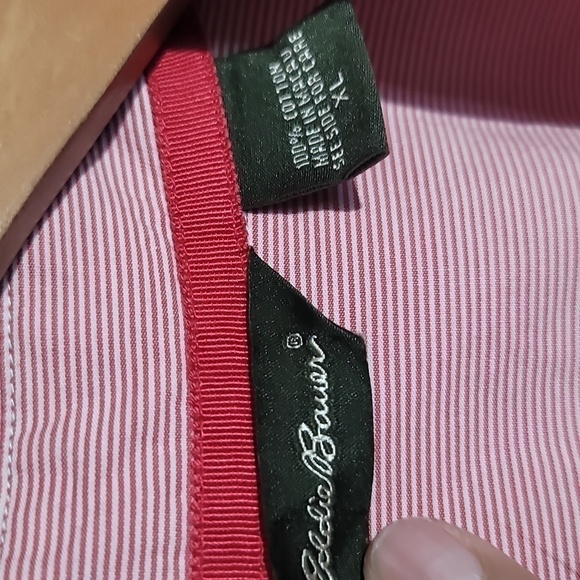 100% COTTON
MADE IN MACAU
SEE SIDE FOR CARE
XL
Eddie Bauer®